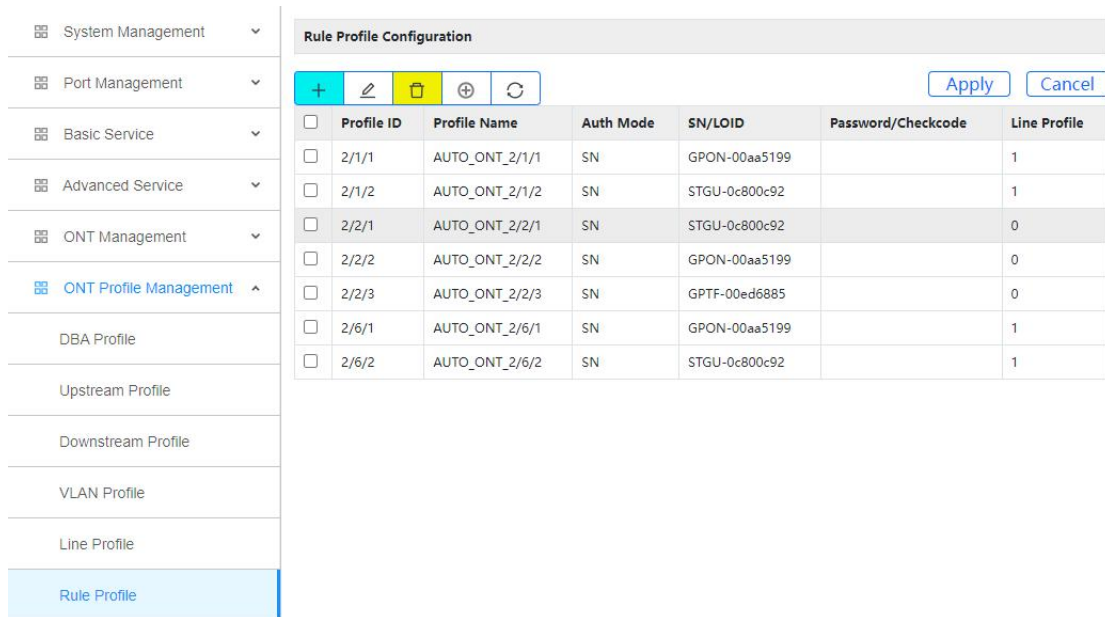 System Management
Port Management
Basic Service
Advanced Service
ONT Management
ONT Profile Management
DBA Profile
Upstream Profile
Downstream Profile
VLAN Profile
Line Profile
Rule Profile
Rule Profile Configuration
Apply Cancel
Profile ID Profile Name Auth Mode SN/LOID Password/Checkcode Line Profile
2/1/1 AUTO_ONT_2/1/1 SN GPON-00aa5199 1
2/1/2 AUTO_ONT_2/1/2 SN STGU-0c800c92 1
2/2/1 AUTO_ONT_2/2/1 SN STGU-0c800c92 0
2/2/2 AUTO_ONT_2/2/2 SN GPON-00aa5199 0
2/2/3 AUTO_ONT_2/2/3 SN GPTF-00ed6885 0
2/6/1 AUTO_ONT_2/6/1 SN GPON-00aa5199 1
2/6/2 AUTO_ONT_2/6/2 SN STGU-0c800c92 1